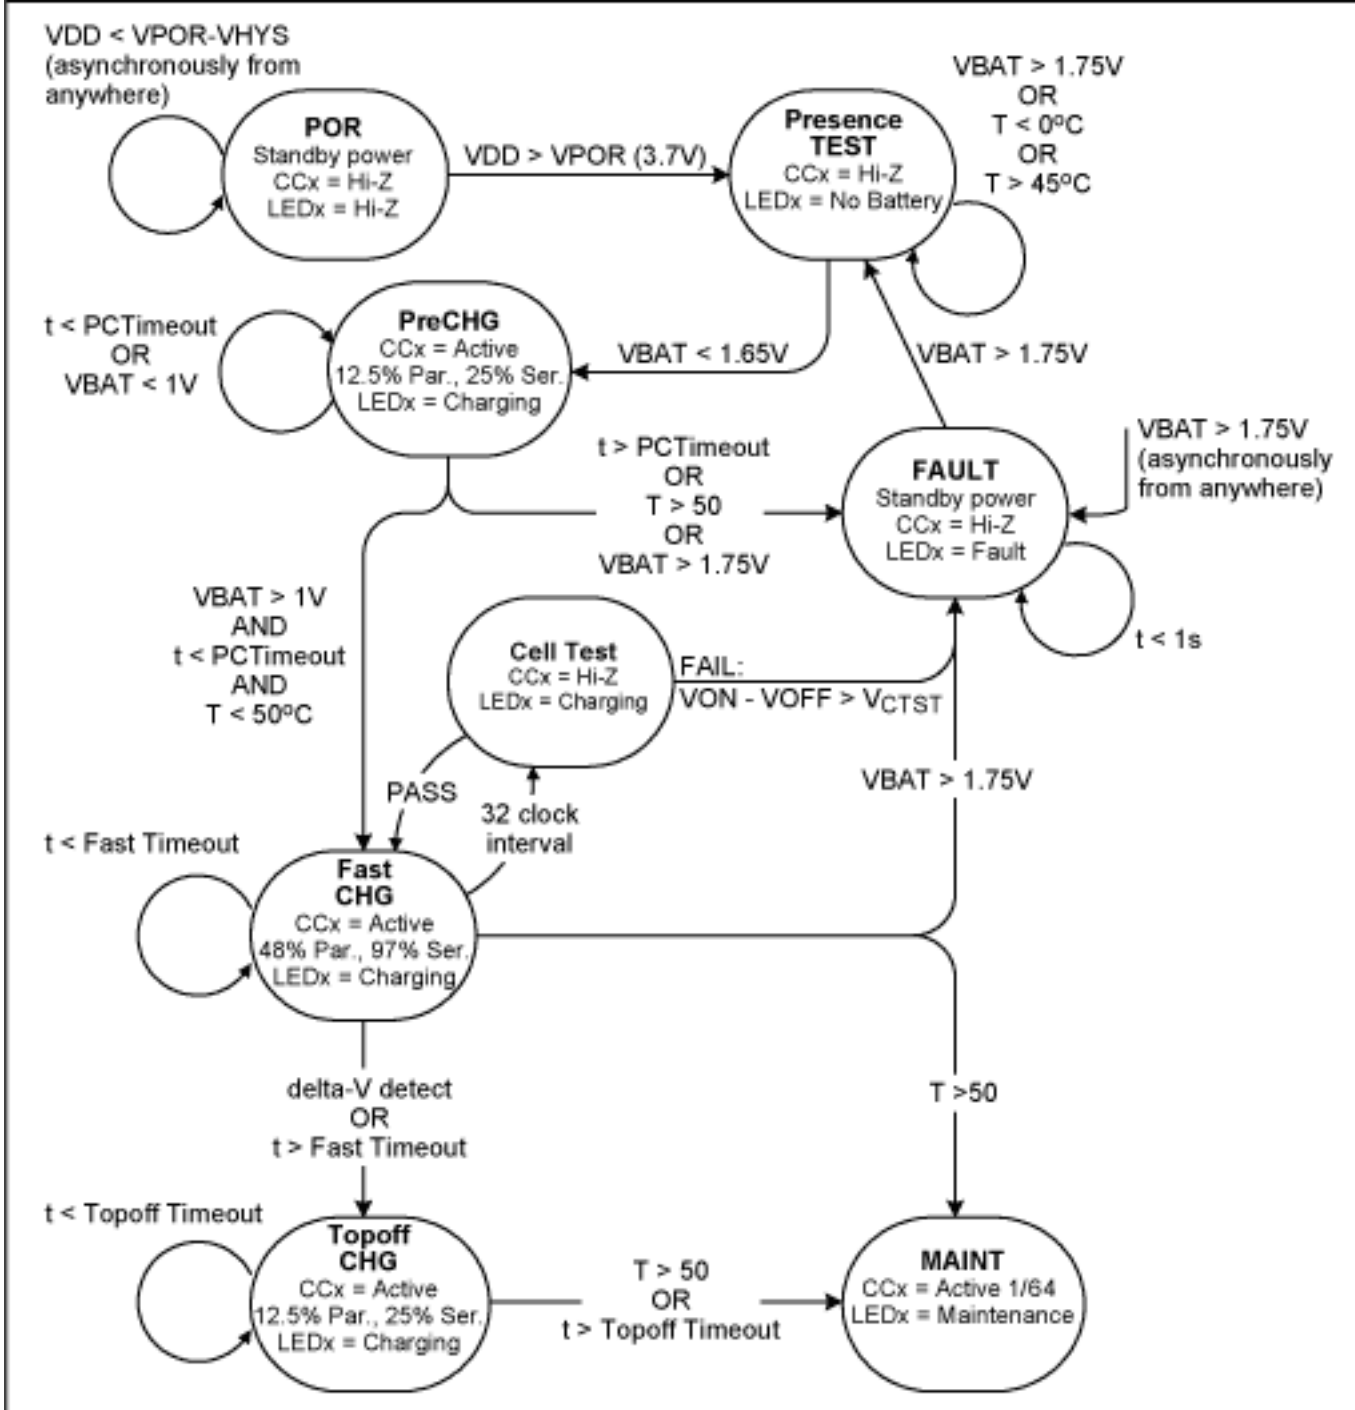 VDD < VPOR-VHYS
(asynchronously from
anywhere)
POR
Standby power
CCx = Hi-Z
LEDx = Hi-Z
VDD > VPOR (3.7V)
Presence
TEST
CCx = Hi-Z
LEDx = No Battery
VBAT > 1.75V
OR
T < 0ºC
OR
T > 45ºC
t < PCTimeout
OR
VBAT < 1V
PreCHG
CCx = Active
12.5% Par., 25% Ser.
LEDx = Charging
VBAT < 1.65V
VBAT > 1.75V
t > PCTimeout
OR
T > 50
OR
VBAT > 1.75V
FAULT
Standby power
CCx = Hi-Z
LEDx = Fault
VBAT > 1.75V
(asynchronously
from anywhere)
t < 1s
VBAT > 1V
AND
t < PCTimeout
AND
T < 50ºC
Cell Test
CCx = Hi-Z
LEDx = Charging
FAIL:
VON - VOFF > VCTST
PASS
32 clock
interval
VBAT > 1.75V
t < Fast Timeout
Fast
CHG
CCx = Active
48% Par., 97% Ser.
LEDx = Charging
delta-V detect
OR
t > Fast Timeout
T >50
t < Topoff Timeout
Topoff
CHG
CCx = Active
12.5% Par., 25% Ser.
LEDx = Charging
T > 50
OR
t > Topoff Timeout
MAINT
CCx = Active 1/64
LEDx = Maintenance